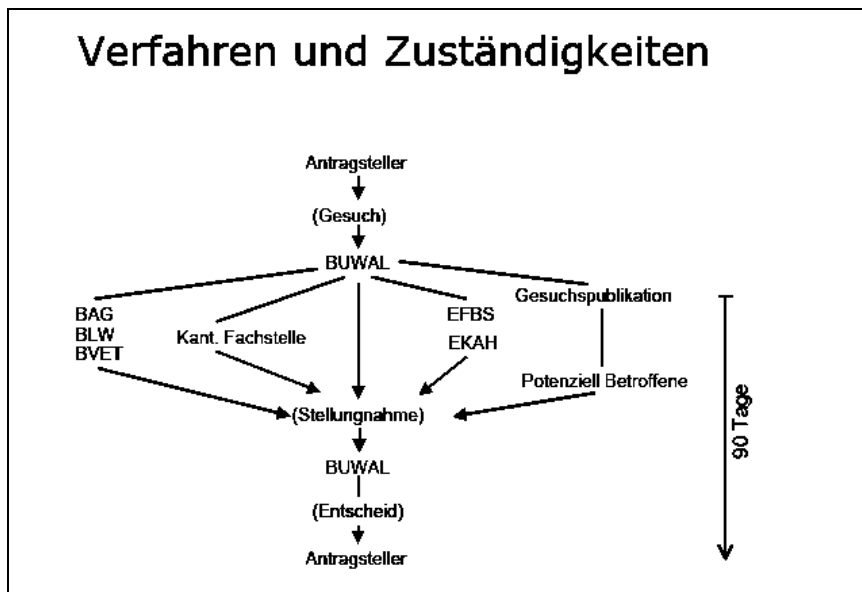 Verfahren und Zuständigkeiten
Antragsteller
(Gesuch)
BUWAL
Gesuchspublikation
BAG
BLW
BVET
Kant. Fachstelle
EFBS
EKAH
Potenziell Betroffene
(Stellungnahme)
BUWAL
(Entscheid)
Antragsteller
90 Tage